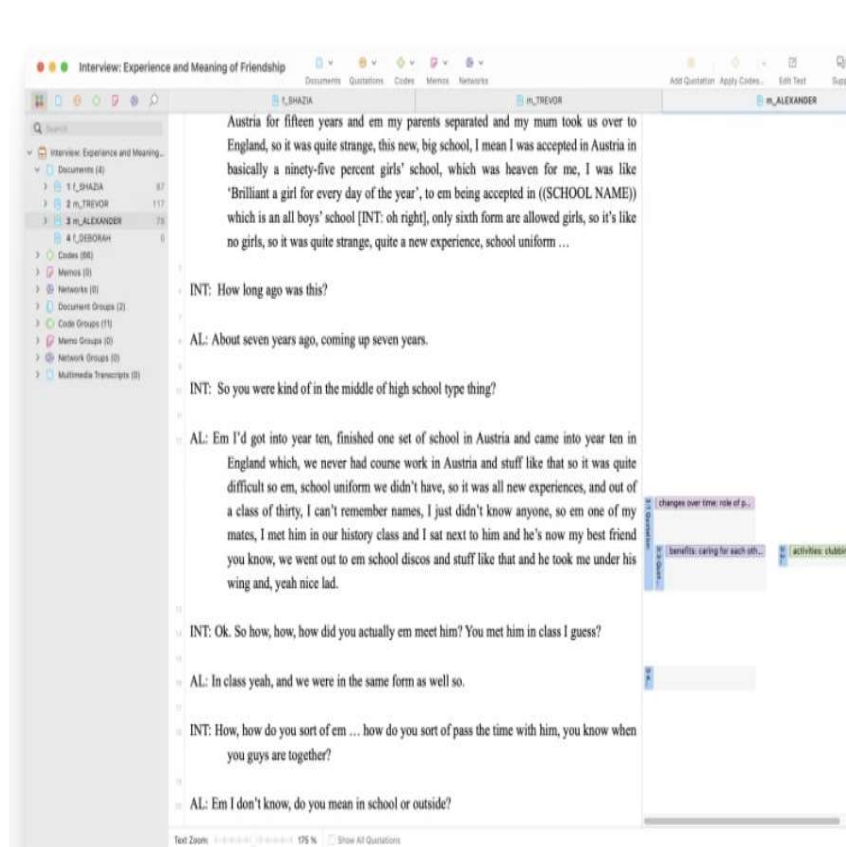 Interview: Experience and Meaning of Friendship
Documents Quotations Codes Memos Networks
Add Quotation Apply Codes... Edit Text
f_SHAZIA
m_TREVOR
m_ALEXANDER
Search
Interview: Experience and Meaning...
Documents (4)
1 f_SHAZIA 87
2 m_TREVOR 117
3 m_ALEXANDER 78
4 f_DEBORAH 0
Codes (66)
Memos (0)
Networks (0)
Document Groups (2)
Code Groups (11)
Memo Groups (0)
Network Groups (0)
Multimedia Transcripts (0)
Austria for fifteen years and em my parents separated and my mum took us over to
England, so it was quite strange, this new, big school, I mean I was accepted in Austria in
basically a ninety-five percent girls' school, which was heaven for me, I was like
'Brilliant a girl for every day of the year', to em being accepted in ((SCHOOL NAME))
which is an all boys' school [INT: oh right], only sixth form are allowed girls, so it's like
no girls, so it was quite strange, quite a new experience, school uniform ...
INT: How long ago was this?
AL: About seven years ago, coming up seven years.
INT: So you were kind of in the middle of high school type thing?
AL: Em I'd got into year ten, finished one set of school in Austria and came into year ten in
England which, we never had course work in Austria and stuff like that so it was quite
difficult so em, school uniform we didn't have, so it was all new experiences, and out of
a class of thirty, I can't remember names, I just didn't know anyone, so em one of my
mates, I met him in our history class and I sat next to him and he's now my best friend
you know, we went out to em school discos and stuff like that and he took me under his
wing and, yeah nice lad.
INT: Ok. So how, how, how did you actually em meet him? You met him in class I guess?
AL: In class yeah, and we were in the same form as well so.
INT: How, how do you sort of em ... how do you sort of pass the time with him, you know when
you guys are together?
AL: Em I don't know, do you mean in school or outside?
changes over time: role of p...
benefits: caring for each oth...
activities: clubbin
Text Zoom: 175 % Show All Quotations